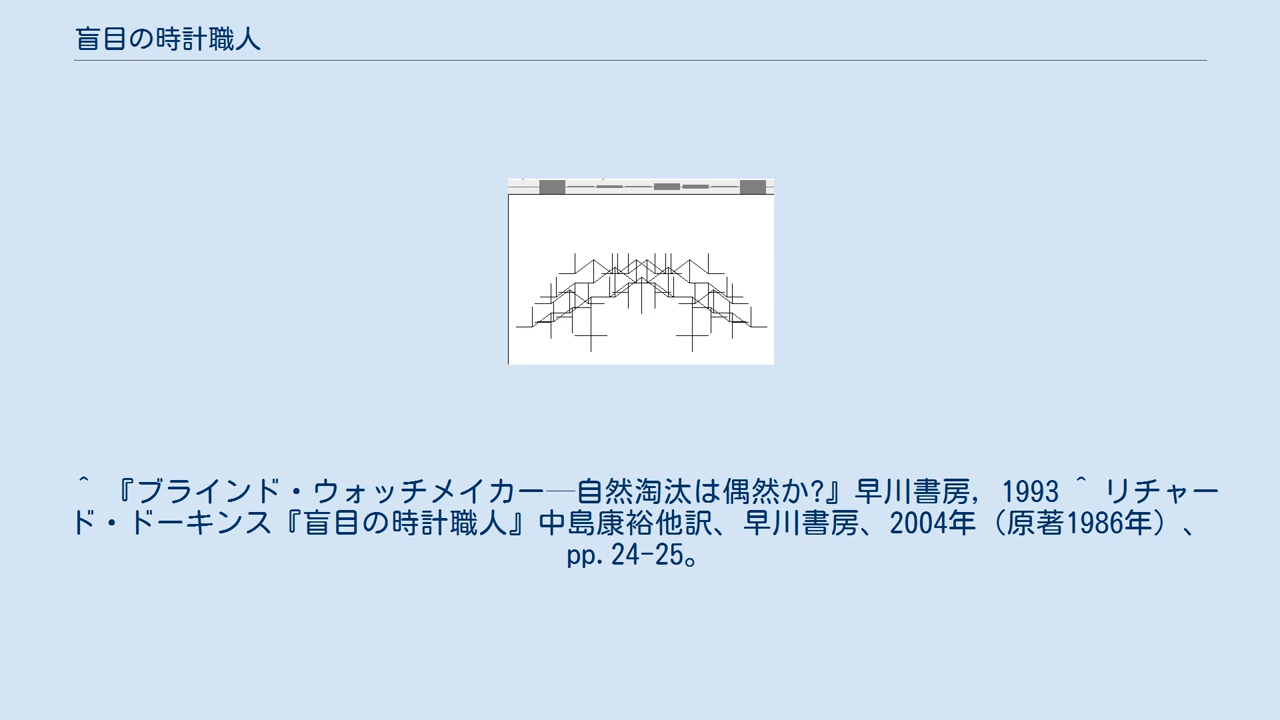 盲目の時計職人
^ 『ブラインド・ウォッチメイカー─自然淘汰は偶然か?』早川書房, 1993 ^ リチャー
ド・ドーキンス『盲目の時計職人』中島康裕他訳、早川書房、2004年（原著1986年）、
pp.24-25。